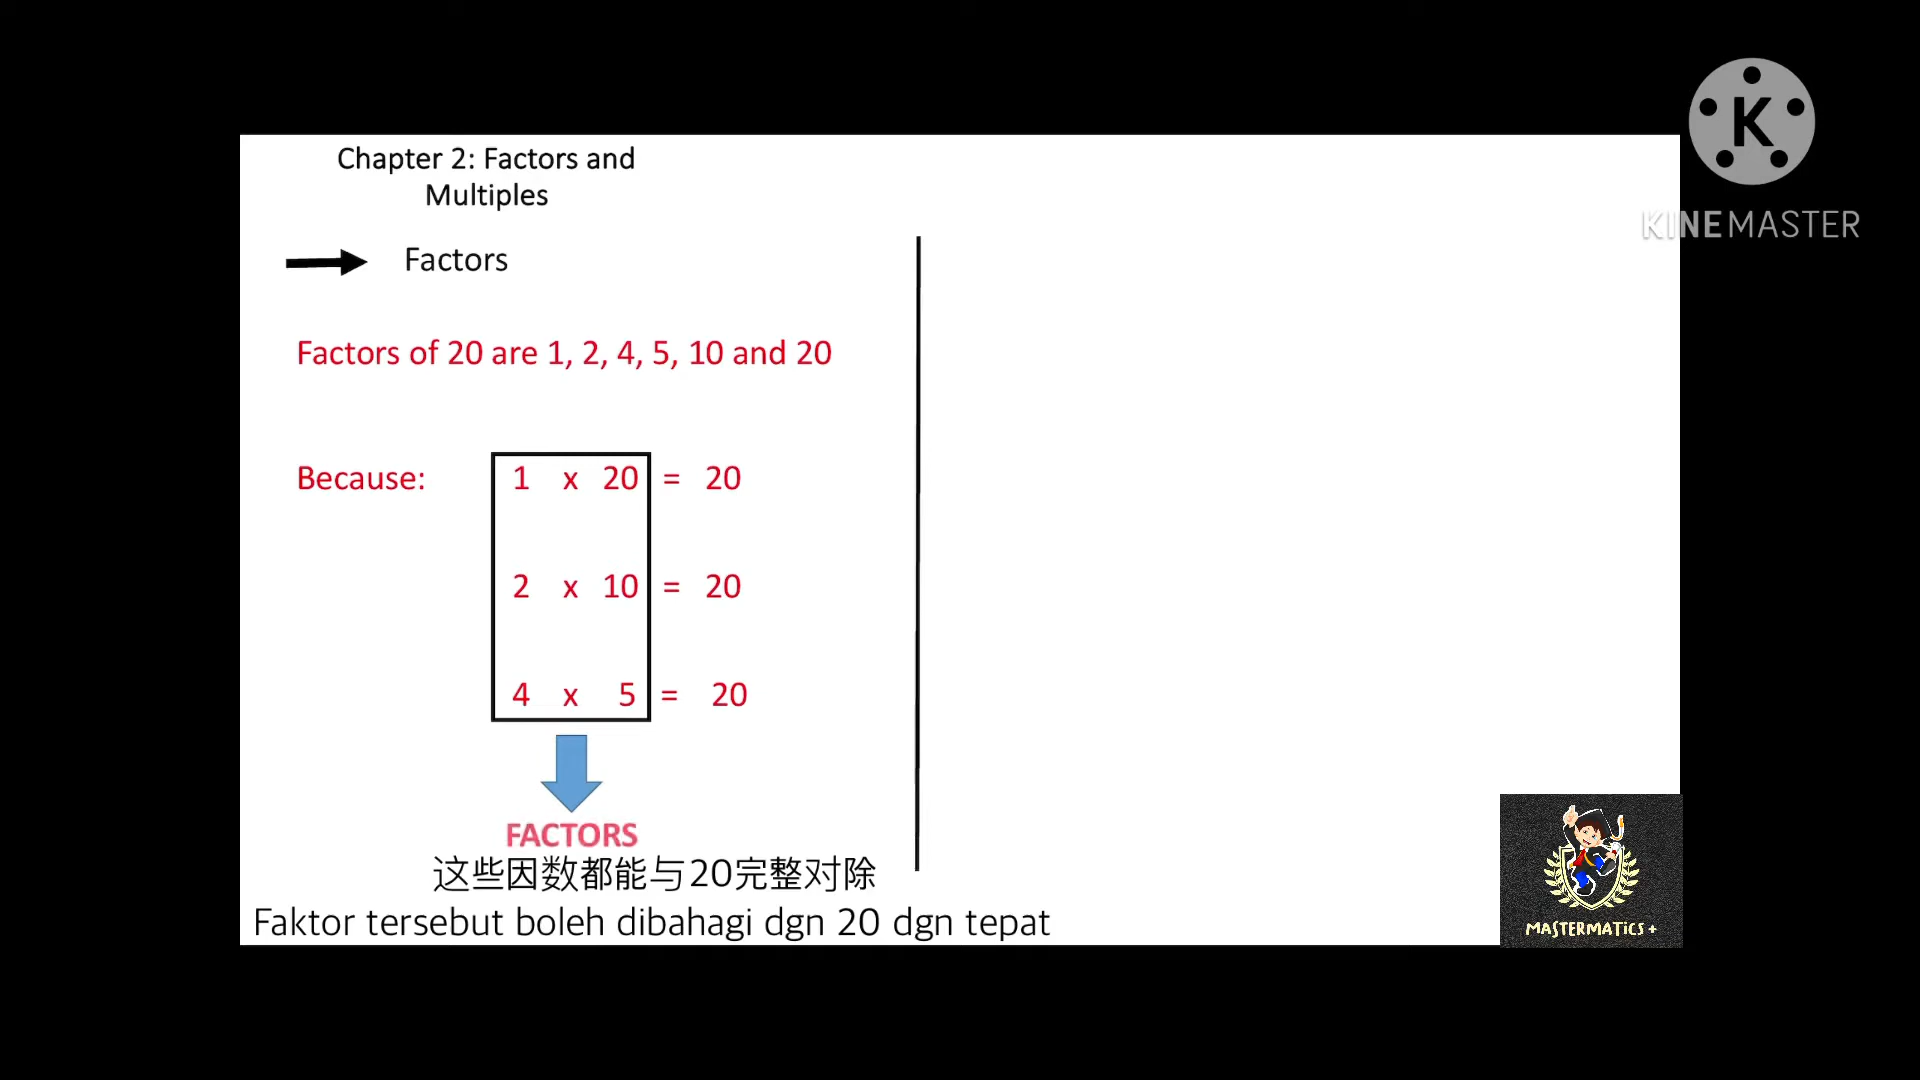 Chapter 2: Factors and
Multiples
Factors
Factors of 20 are 1, 2, 4, 5, 10 and 20
Because:
1 x 20 = 20
2 x 10 = 20
4 x 5 = 20
FACTORS
这些因数都能与20完整对除
Faktor tersebut boleh dibahagi dgn 20 dgn tepat
K
KINEMASTER
MASTERMATiCS +